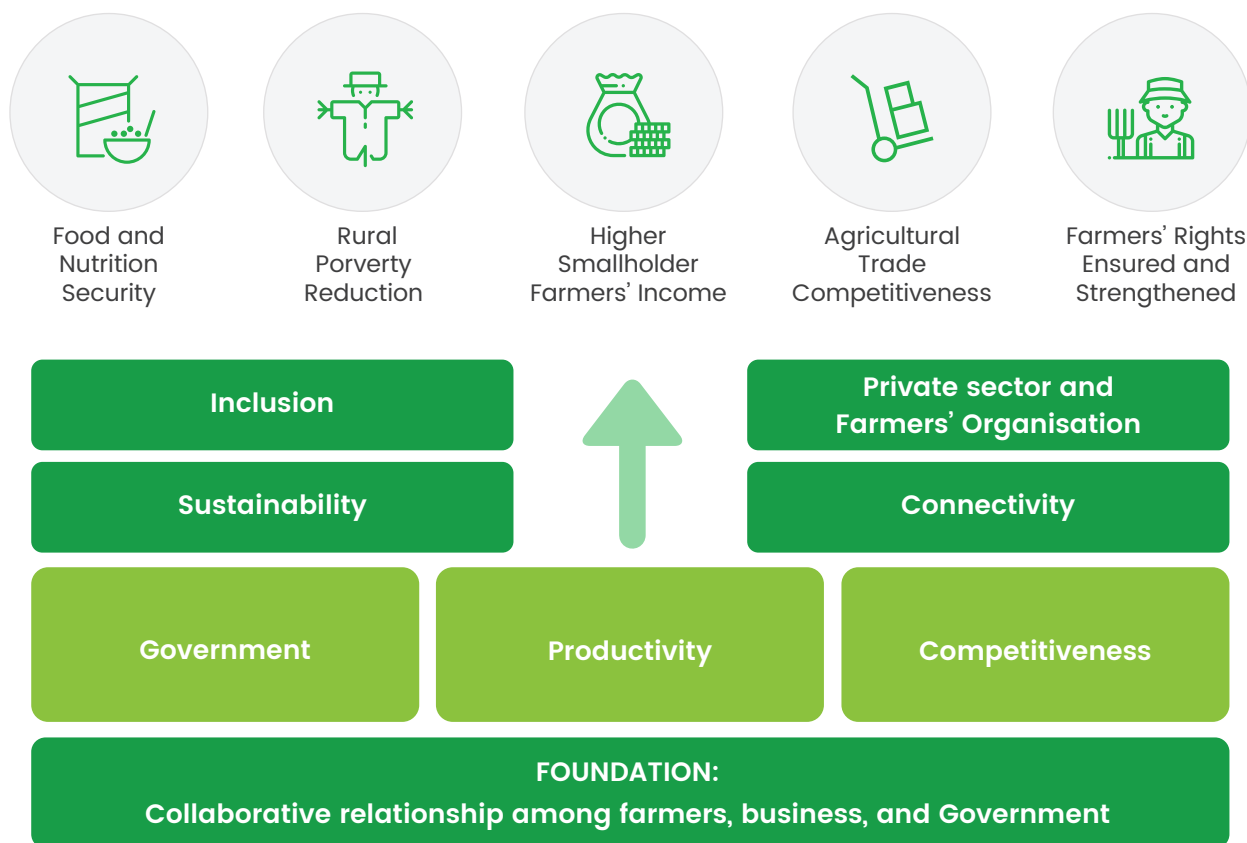 Food and
Nutrition
Security
Rural
Porverty
Reduction
Higher
Smallholder
Farmers’ Income
Agricultural
Trade
Competitiveness
Farmers’ Rights
Ensured and
Strengthened
Inclusion
Private sector and
Farmers’ Organisation
Sustainability
Connectivity
Government
Productivity
Competitiveness
FOUNDATION:
Collaborative relationship among farmers, business, and Government